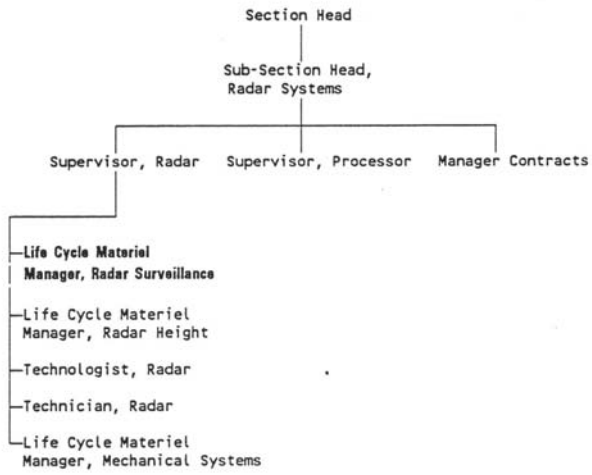 Section Head
Sub-Section Head,
Radar Systems
Supervisor, Radar Supervisor, Processor Manager Contracts
Life Cycle Materiel
Manager, Radar Surveillance
Life Cycle Materiel
Manager, Radar Height
Technologist, Radar
Technician, Radar
Life Cycle Materiel
Manager, Mechanical Systems